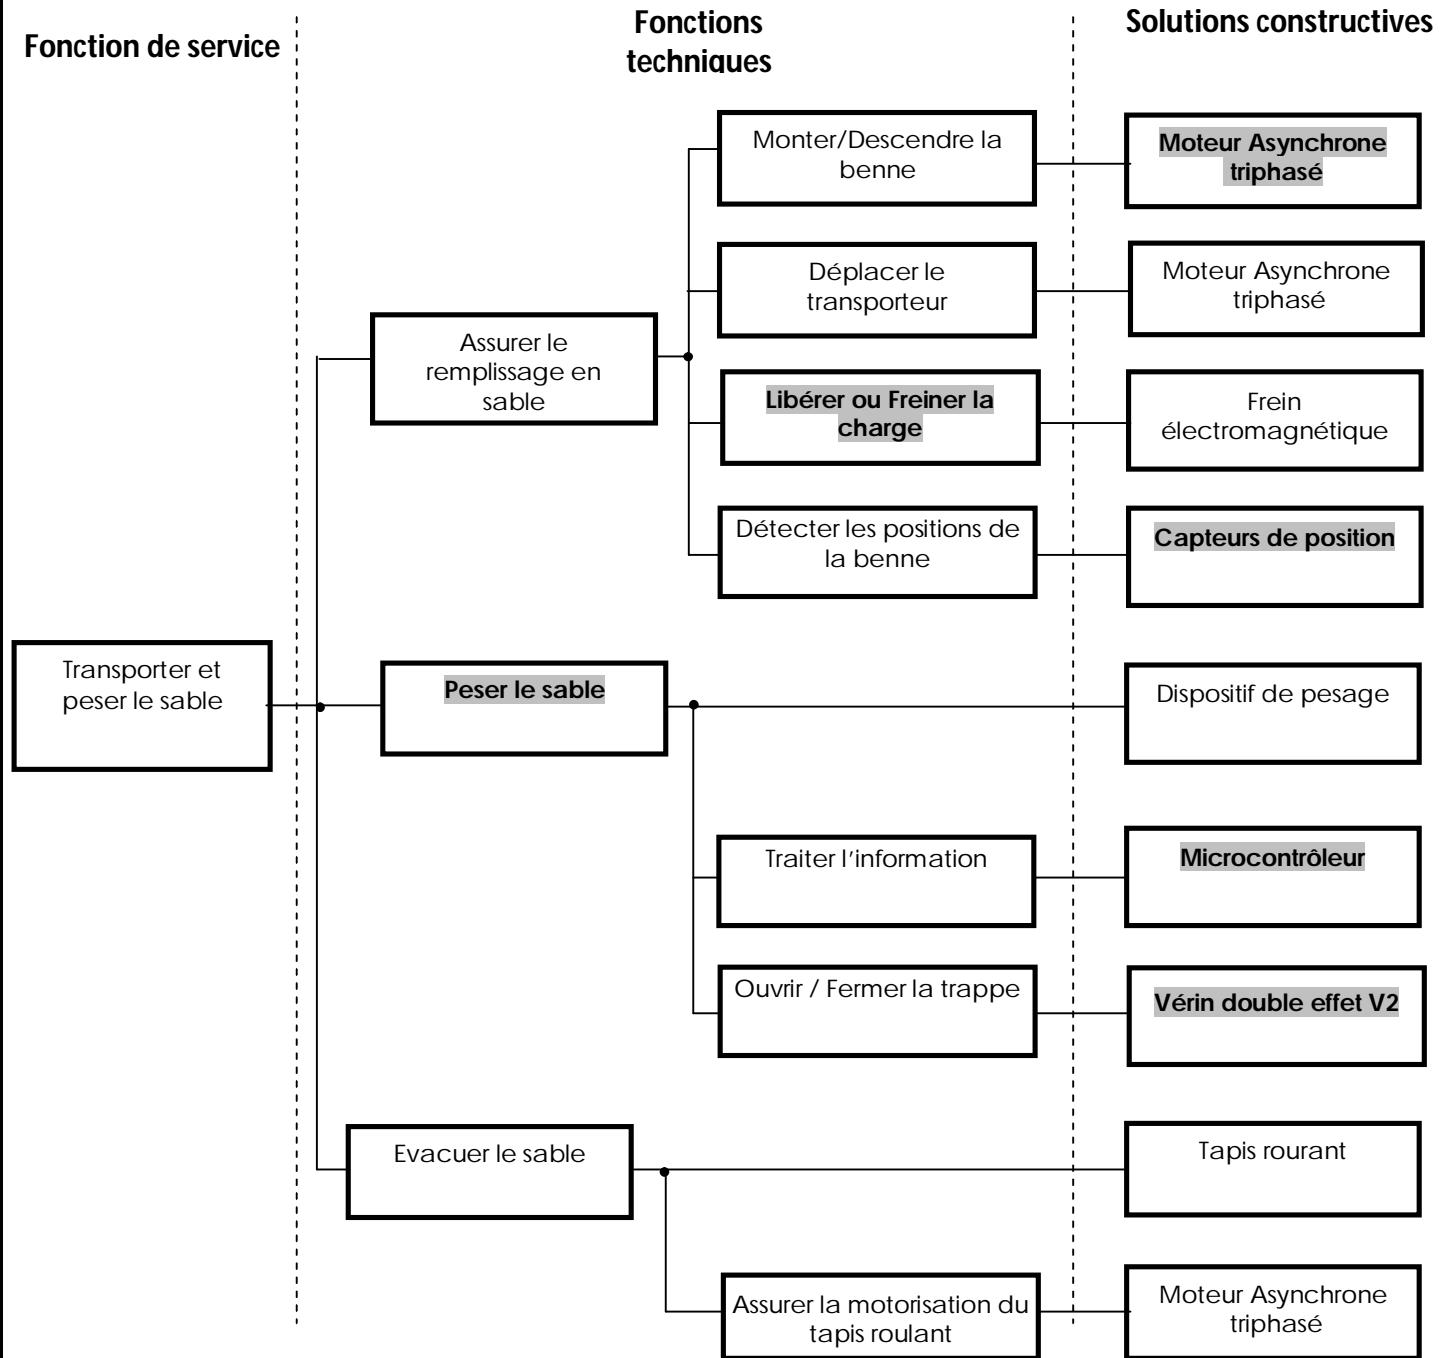 Fonction de service
Fonctions
techniques
Solutions constructives
Monter/Descendre la
benne
Moteur Asynchrone
triphasé
Déplacer le
transporteur
Moteur Asynchrone
triphasé
Assurer le
remplissage en
sable
Libérer ou Freiner la
charge
Frein
électromagnétique
Détecter les positions de
la benne
Capteurs de position
Transporter et
peser le sable
Peser le sable
Dispositif de pesage
Traiter l'information
Microcontrôleur
Ouvrir / Fermer la trappe
Vérin double effet V2
Evacuer le sable
Tapis rourant
Assurer la motorisation du
tapis roulant
Moteur Asynchrone
triphasé